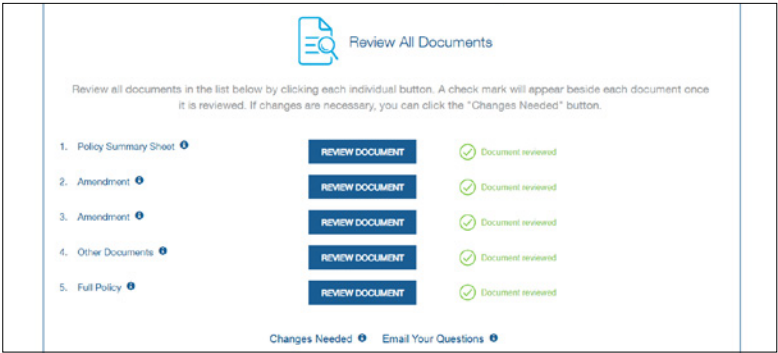 Review All Documents
Review all documents in the list below by clicking each individual button. A check mark will appear beside each document once
it is reviewed. If changes are necessary, you can click the "Changes Needed" button.
1. Policy Summary Sheet
REVIEW DOCUMENT
Document reviewed
2. Amendment
REVIEW DOCUMENT
Document reviewed
3. Amendment
REVIEW DOCUMENT
Document reviewed
4. Other Documents
REVIEW DOCUMENT
Document reviewed
5. Full Policy
REVIEW DOCUMENT
Document reviewed
Changes Needed Email Your Questions